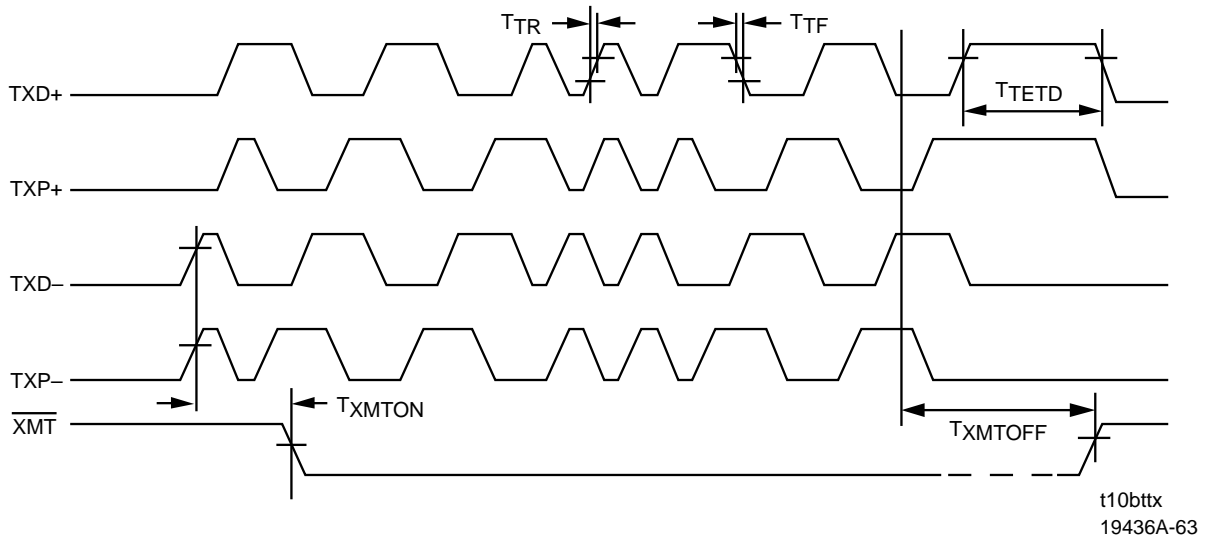 TTR
TTF
TXD+
TTETD
TXP+
TXD–
TXP–
XMT
TXMTON
TXMTOFF
t10bttx
19436A-63